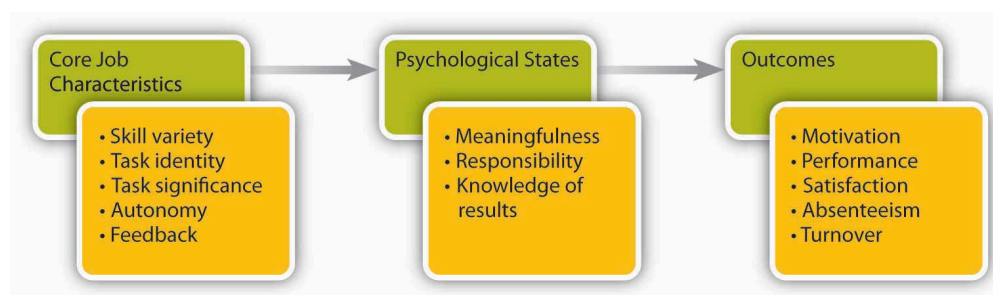 Core Job
Characteristics
• Skill variety
• Task identity
• Task significance
• Autonomy
• Feedback
Psychological States
• Meaningfulness
• Responsibility
• Knowledge of
results
Outcomes
• Motivation
• Performance
• Satisfaction
• Absenteeism
• Turnover